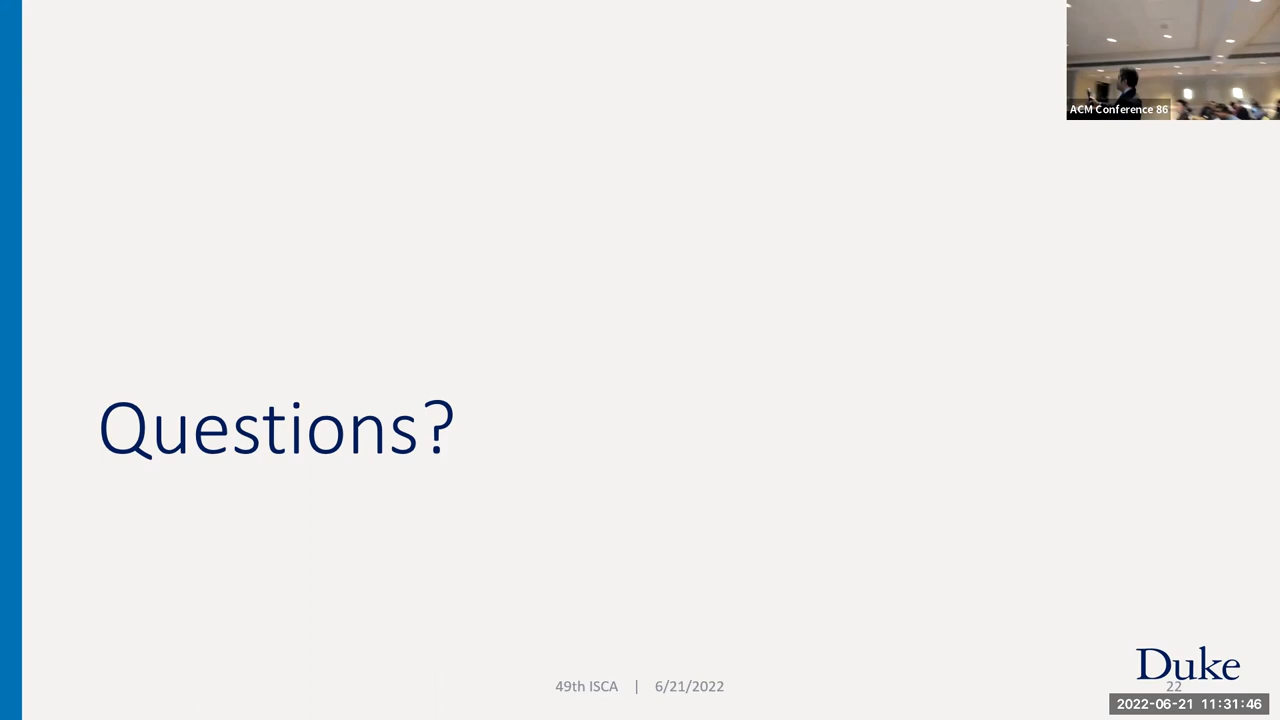 ACM Conference 86
Questions?
Duke
49th ISCA | 6/21/2022
22
2022-06-21 11:31:46